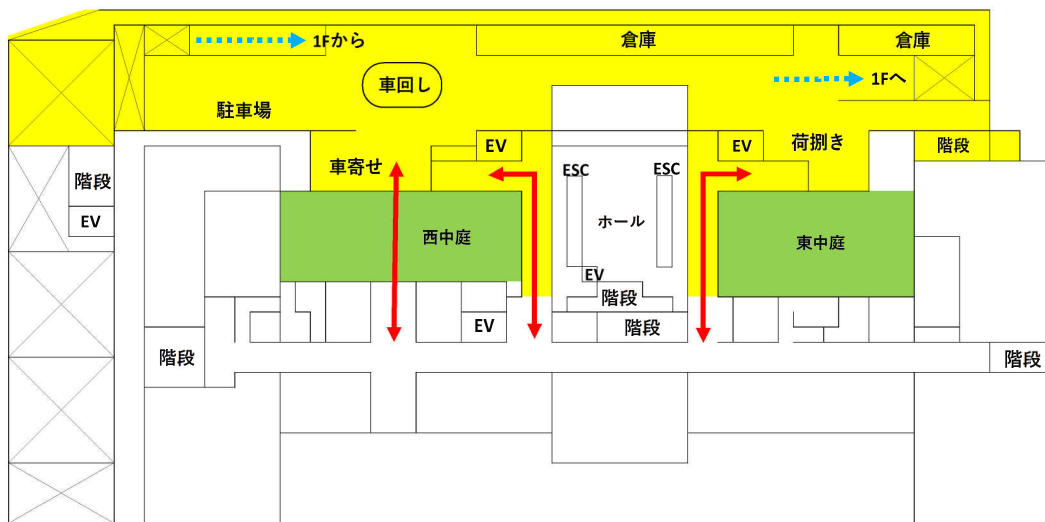 1Fから
倉庫
倉庫
車回し
1Fへ
駐車場
EV
EV
荷捌き
階段
車寄せ
ESC
ESC
階段
EV
ホール
西中庭
東中庭
EV
階段
EV
階段
階段
階段